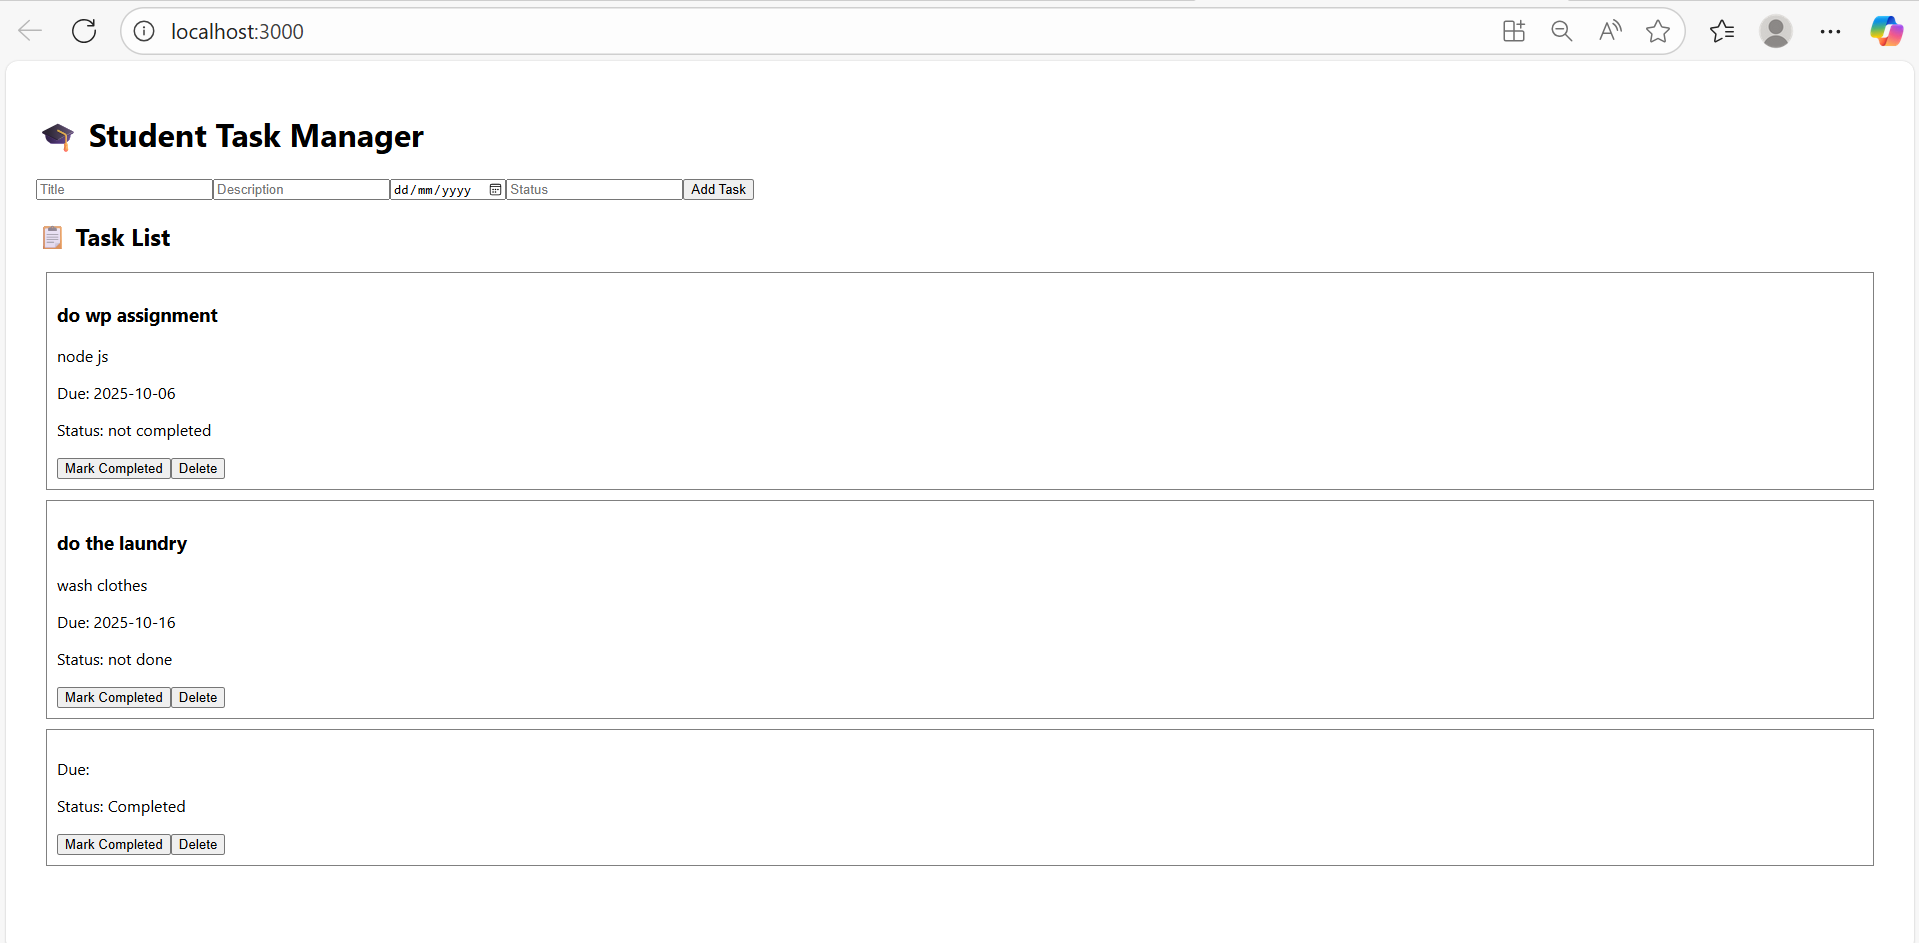 localhost:3000
Student Task Manager
Title Description dd/mm/yyyy Status Add Task
Task List
do wp assignment
node js
Due: 2025-10-06
Status: not completed
Mark Completed Delete
do the laundry
wash clothes
Due: 2025-10-16
Status: not done
Mark Completed Delete
Due:
Status: Completed
Mark Completed Delete